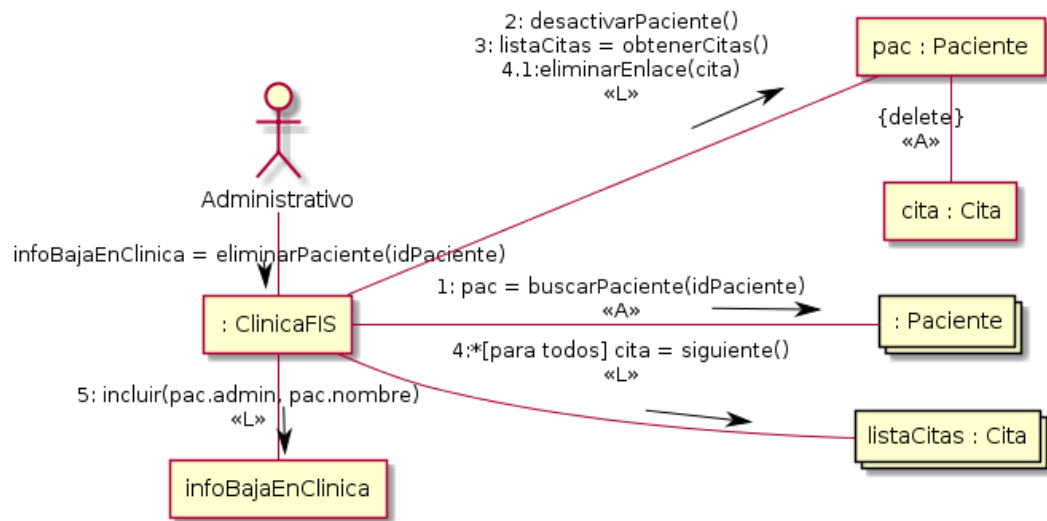 2: desactivarPaciente()
3: listaCitas = obtenerCitas()
4.1:eliminarEnlace(cita)
«L»
pac : Paciente
{delete}
«A»
cita : Cita
Administrativo
infoBajaEnClinica = eliminarPaciente(idPaciente)
: ClinicaFIS
1: pac = buscarPaciente(idPaciente)
«A»
: Paciente
4:*[para todos] cita = siguiente()
«L»
listaCitas : Cita
5: incluir(pac.admin, pac.nombre)
«L»
infoBajaEnClinica